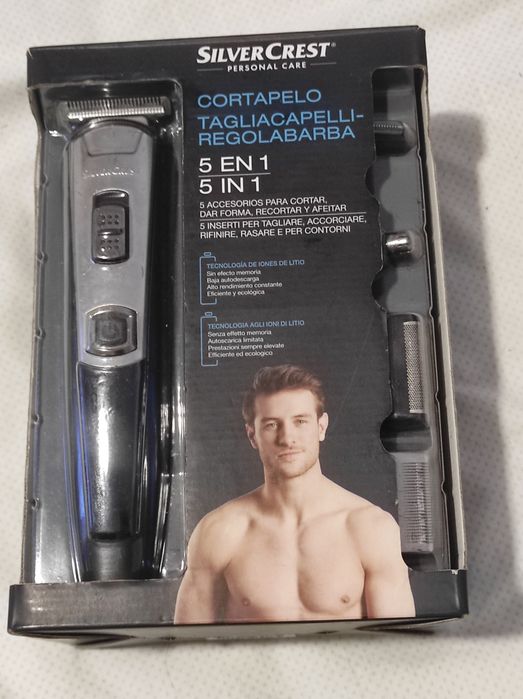 SILVERCREST®
PERSONAL CARE
CORTAPELO
TAGLIACAPELLI-
REGOLABARBA
5 EN 1
5 IN 1
5 ACCESORIOS PARA CORTAR,
DAR FORMA, RECORTAR Y AFEITAR
5 INSERTI PER TAGLIARE, ACCORCIARE,
RIFINIRE, RASARE E PER CONTORNI
TECNOLOGÍA DE IONES DE LITIO
Sin efecto memoria
Baja autodescarga
Alto rendimiento constante
Eficiente y ecológica
TECNOLOGIA AGLI IONI DI LITIO
Senza effetto memoria
Autoscarica limitata
Prestazioni sempre elevate
Efficiente ed ecologico
SILVERCREST